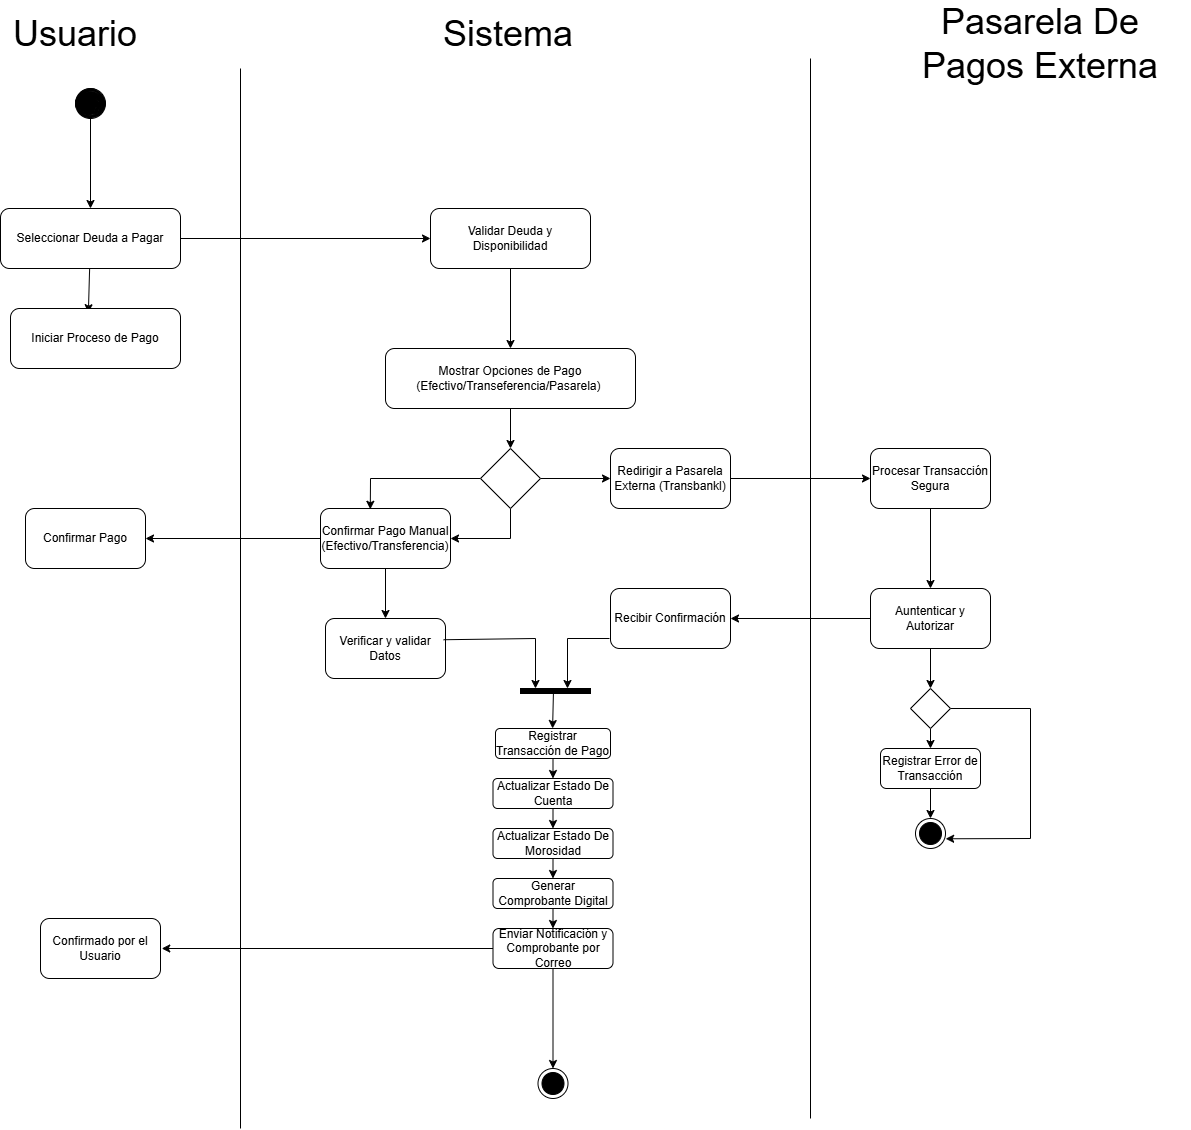 Usuario
Sistema
Pasarela De
Pagos Externa
Seleccionar Deuda a Pagar
Validar Deuda y
Disponibilidad
Iniciar Proceso de Pago
Mostrar Opciones de Pago
(Efectivo/Transeferencia/Pasarela)
Redirigir a Pasarela
Externa (Transbankl)
Procesar Transacción
Segura
Confirmar Pago
Confirmar Pago Manual
(Efectivo/Transferencia)
Recibir Confirmación
Auntenticar y
Autorizar
Verificar y validar
Datos
Registrar
Transacción de Pago
Registrar Error de
Transacción
Actualizar Estado De
Cuenta
Actualizar Estado De
Morosidad
Generar
Comprobante Digital
Enviar Notificación y
Comprobante por
Correo
Confirmado por el
Usuario